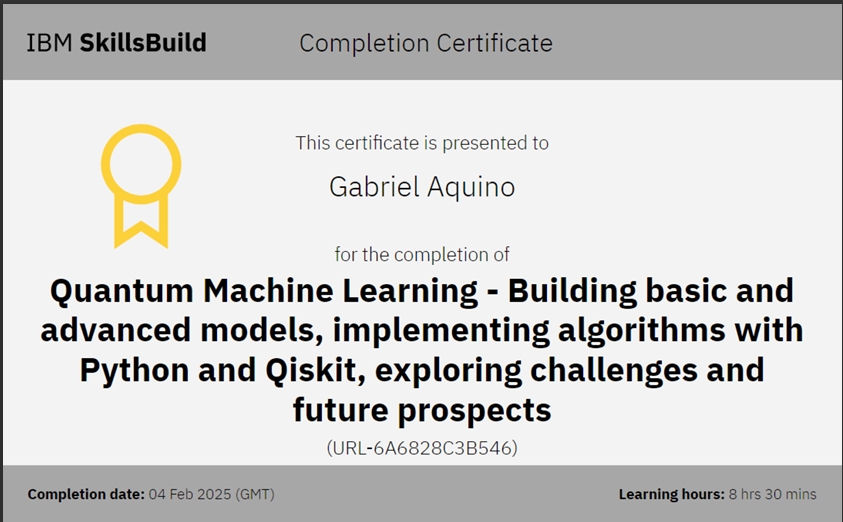 IBM SkillsBuild
Completion Certificate
This certificate is presented to
Gabriel Aquino
for the completion of
Quantum Machine Learning - Building basic and
advanced models, implementing algorithms with
Python and Qiskit, exploring challenges and
future prospects
(URL-6A6828C3B546)
Completion date: 04 Feb 2025 (GMT)
Learning hours: 8 hrs 30 mins